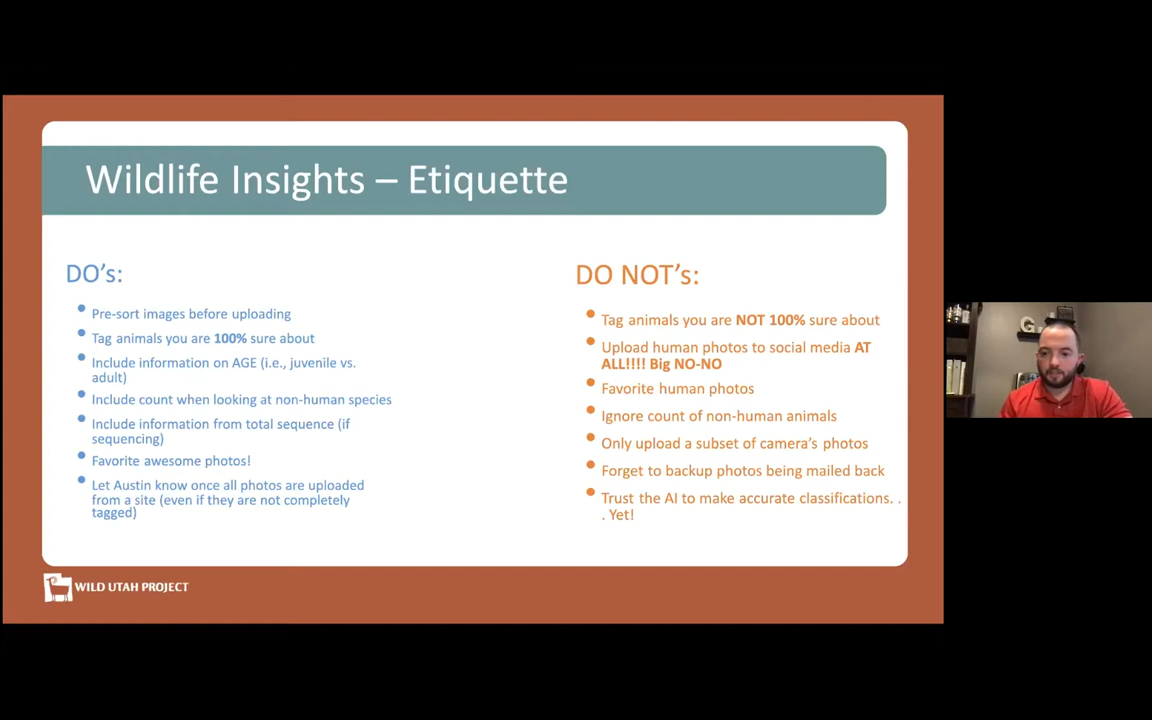 Wildlife Insights – Etiquette
DO's:
Pre-sort images before uploading
Tag animals you are 100% sure about
Include information on AGE (i.e., juvenile vs.
adult)
Include count when looking at non-human species
Include information from total sequence (if
sequencing)
Favorite awesome photos!
Let Austin know once all photos are uploaded
from a site (even if they are not completely
tagged)
DO NOT's:
Tag animals you are NOT 100% sure about
Upload human photos to social media AT
ALL!!!! Big NO-NO
Favorite human photos
Ignore count of non-human animals
Only upload a subset of camera's photos
Forget to backup photos being mailed back
Trust the AI to make accurate classifications. .
. Yet!
WILD UTAH PROJECT
G